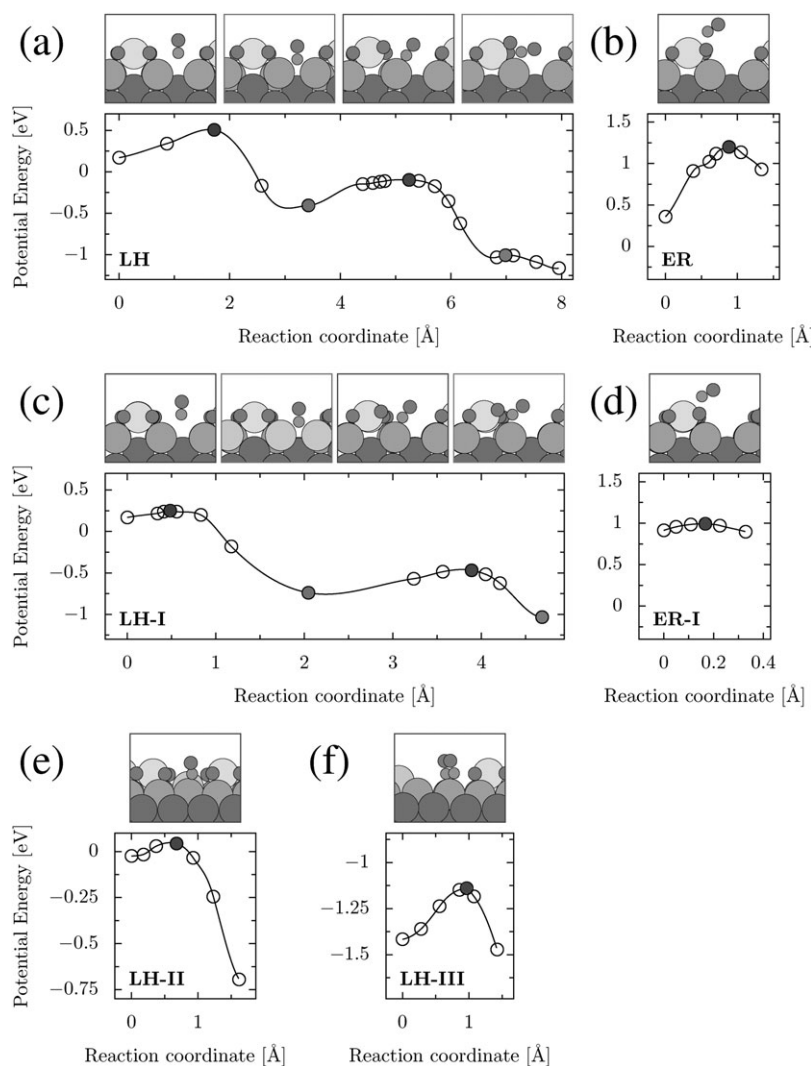 (a)
(b)
Potential Energy [eV]
0.5
0
−0.5
−1
LH
0 2 4 6 8
Reaction coordinate [Å]
1.5
1
0.5
0
ER
0 1
Reaction coordinate [Å]
(c)
(d)
Potential Energy [eV]
0.5
0
−0.5
−1
LH-I
0 1 2 3 4
Reaction coordinate [Å]
1.5
1
0.5
0
ER-I
0 0.2 0.4
Reaction coordinate [Å]
(e)
(f)
Potential Energy [eV]
0
−0.25
−0.5
−0.75
LH-II
0 1
Reaction coordinate [Å]
−1
−1.25
−1.5
LH-III
0 1
Reaction coordinate [Å]